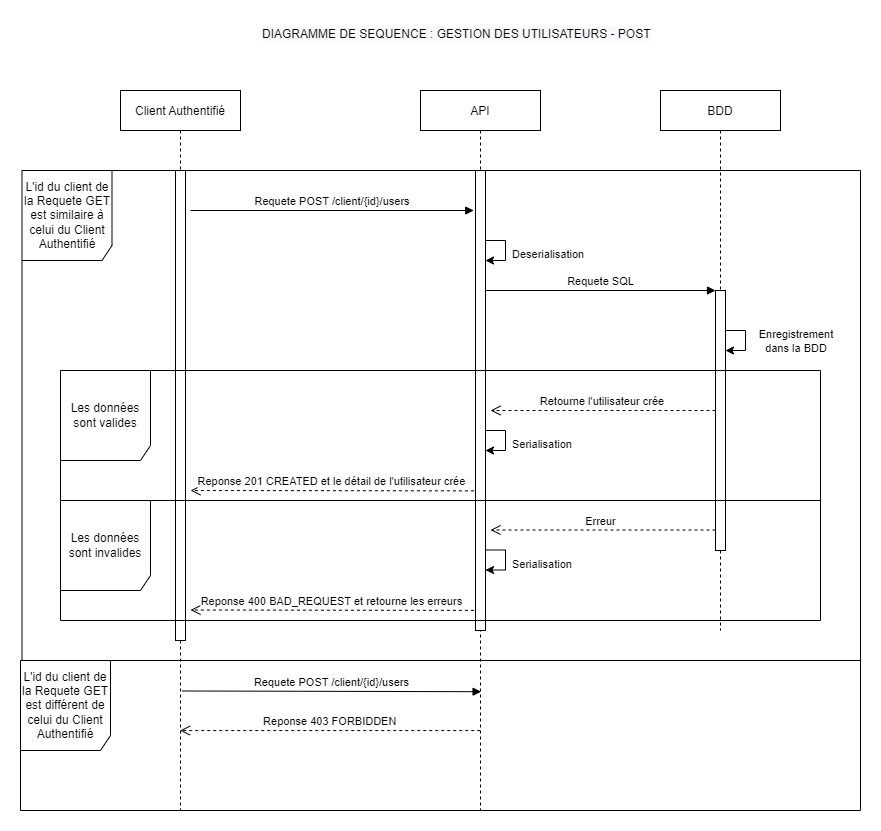 DIAGRAMME DE SEQUENCE : GESTION DES UTILISATEURS - POST
Client Authentifié
API
BDD
L'id du client de
la Requete GET
est similaire à
celui du Client
Authentifié
Requete POST /client/{id}/users
Deserialisation
Requete SQL
Enregistrement
dans la BDD
Les données
sont valides
Retourne l'utilisateur crée
Serialisation
Reponse 201 CREATED et le détail de l'utilisateur crée
Les données
sont invalides
Erreur
Serialisation
Reponse 400 BAD_REQUEST et retourne les erreurs
L'id du client de
la Requete GET
est différent de
celui du Client
Authentifié
Requete POST /client/{id}/users
Reponse 403 FORBIDDEN